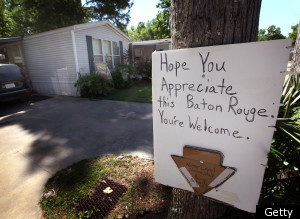 Hope You
Appreciate
this Baton Rouge.
You're Welcome.
Getty